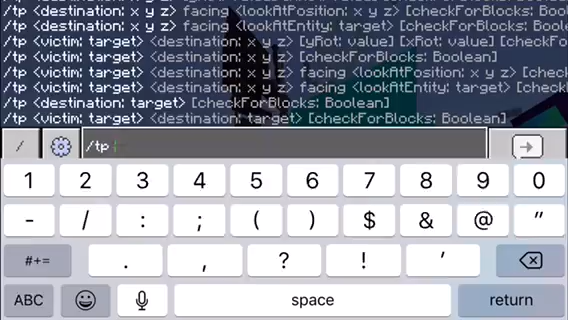 /tp <destination: x y z> facing <lookAtPosition: x y z> [checkForBlocks: Boole
/tp <destination: x y z> facing <lookAtEntity: target> [checkForBlocks: Boolea
/tp <victim: target> <destination: x y z> [yRot: value] [xRot: value] [checkFo
/tp <victim: target> <destination: x y z> [checkForBlocks: Boolean]
/tp <victim: target> <destination: x y z> facing <lookAtPosition: x y z> [chec
/tp <victim: target> <destination: x y z> facing <lookAtEntity: target> [check
/tp <destination: target> [checkForBlocks: Boolean]
/tp <victim: target> <destination: target> [checkForBlocks: Boolean]
/ /tp
1 2 3 4 5 6 7 8 9 0
- / : ; ( ) $ & @ "
#+= . , ? ! '
ABC space return